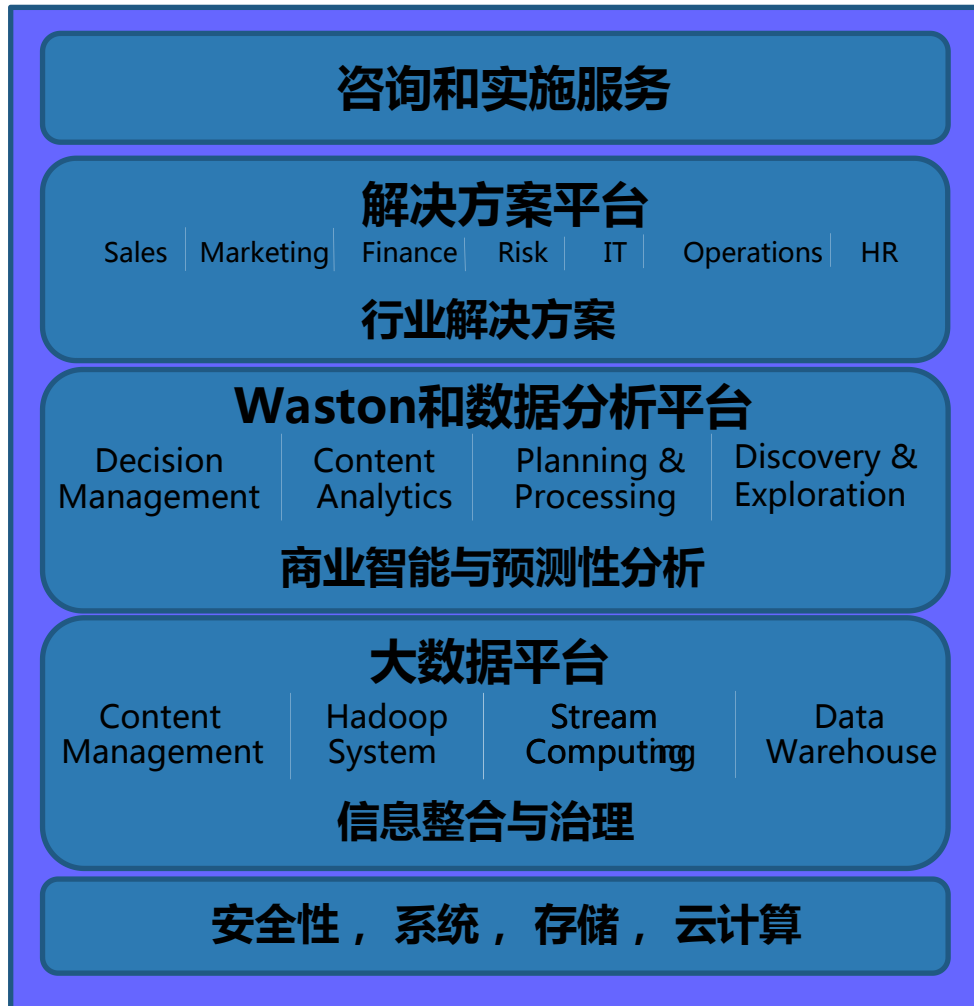 咨询和实施服务
解决方案平台
Sales Marketing Finance Risk IT Operations HR
行业解决方案
Waston和数据分析平台
Decision Management
Content Analytics
Planning & Processing
Discovery & Exploration
商业智能与预测性分析
大数据平台
Content Management
Hadoop System
Stream Computing
Data Warehouse
信息整合与治理
安全性，系统，存储，云计算